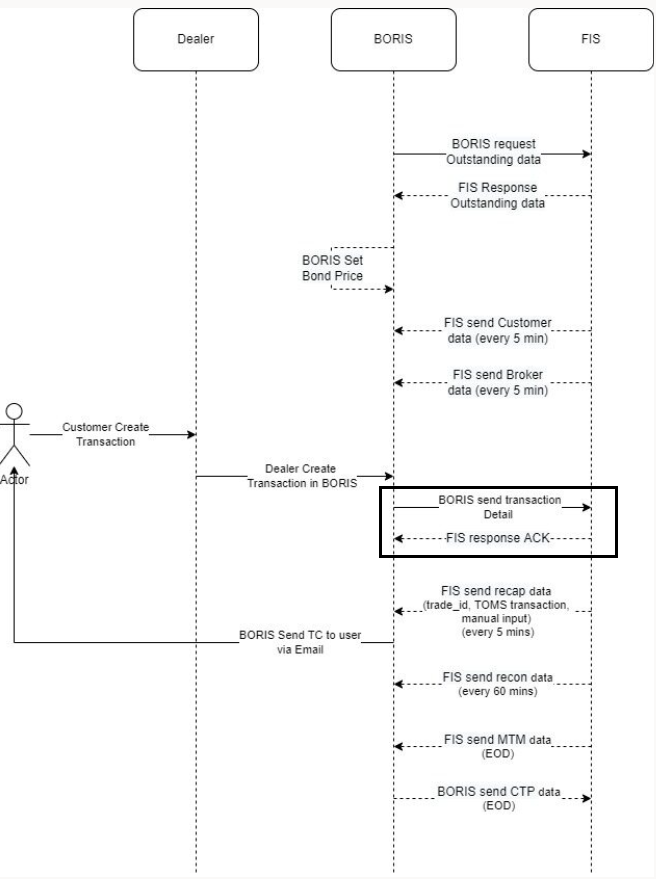 Dealer
BORIS
FIS
BORIS request
Outstanding data
FIS Response
Outstanding data
BORIS Set
Bond Price
FIS send Customer
data (every 5 min)
FIS send Broker
data (every 5 min)
Customer Create
Transaction
Actor
Dealer Create
Transaction in BORIS
BORIS send transaction
Detail
FIS response ACK
FIS send recap data
(trade_id, TOMS transaction,
manual input)
(every 5 mins)
BORIS Send TC to user
via Email
FIS send recon data
(every 60 mins)
FIS send MTM data
(EOD)
BORIS send CTP data
(EOD)